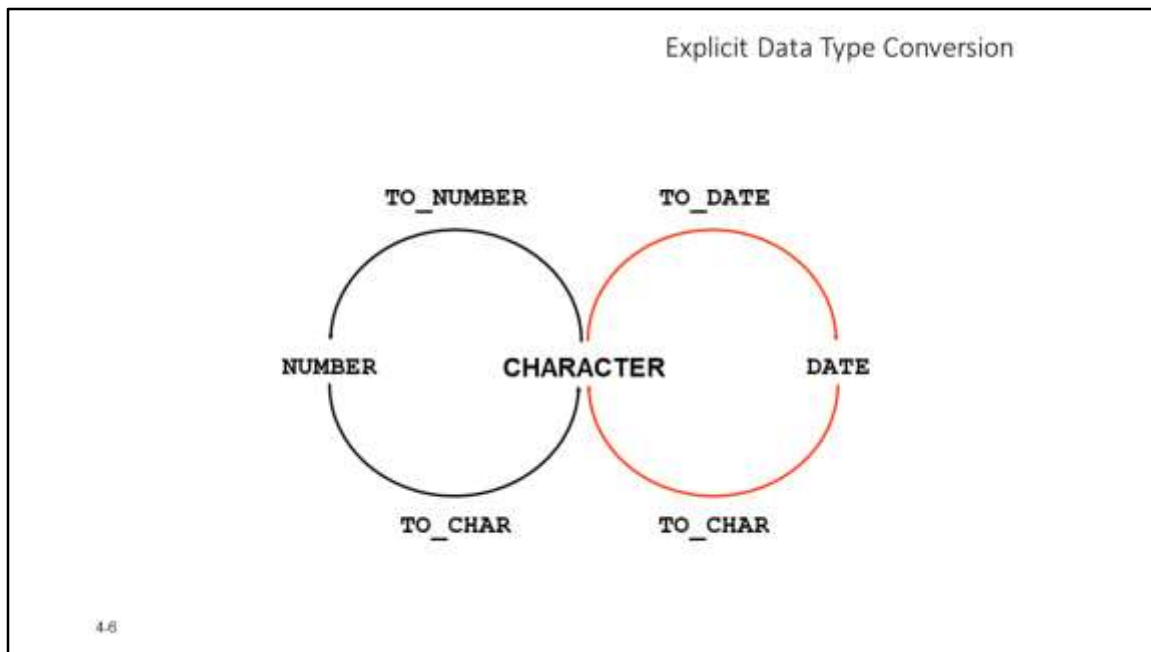 Explicit Data Type Conversion
TO_NUMBER TO_DATE
NUMBER CHARACTER DATE
TO_CHAR TO_CHAR
4-6